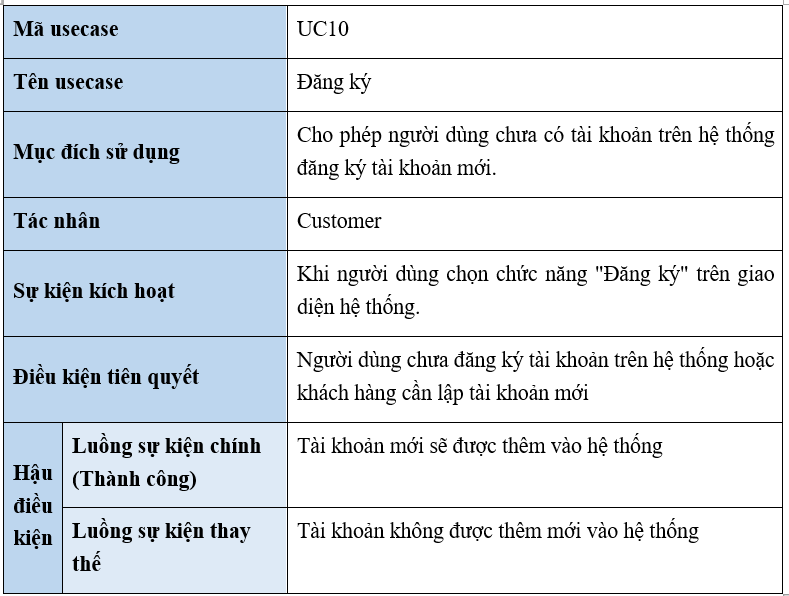 Mã usecase
UC10
Tên usecase
Đăng ký
Mục đích sử dụng
Cho phép người dùng chưa có tài khoản trên hệ thống
đăng ký tài khoản mới.
Tác nhân
Customer
Sự kiện kích hoạt
Khi người dùng chọn chức năng "Đăng ký" trên giao
diện hệ thống.
Điều kiện tiên quyết
Người dùng chưa đăng ký tài khoản trên hệ thống hoặc
khách hàng cần lập tài khoản mới
Hậu
điều
kiện
Luồng sự kiện chính
(Thành công)
Tài khoản mới sẽ được thêm vào hệ thống
Luồng sự kiện thay
thế
Tài khoản không được thêm mới vào hệ thống